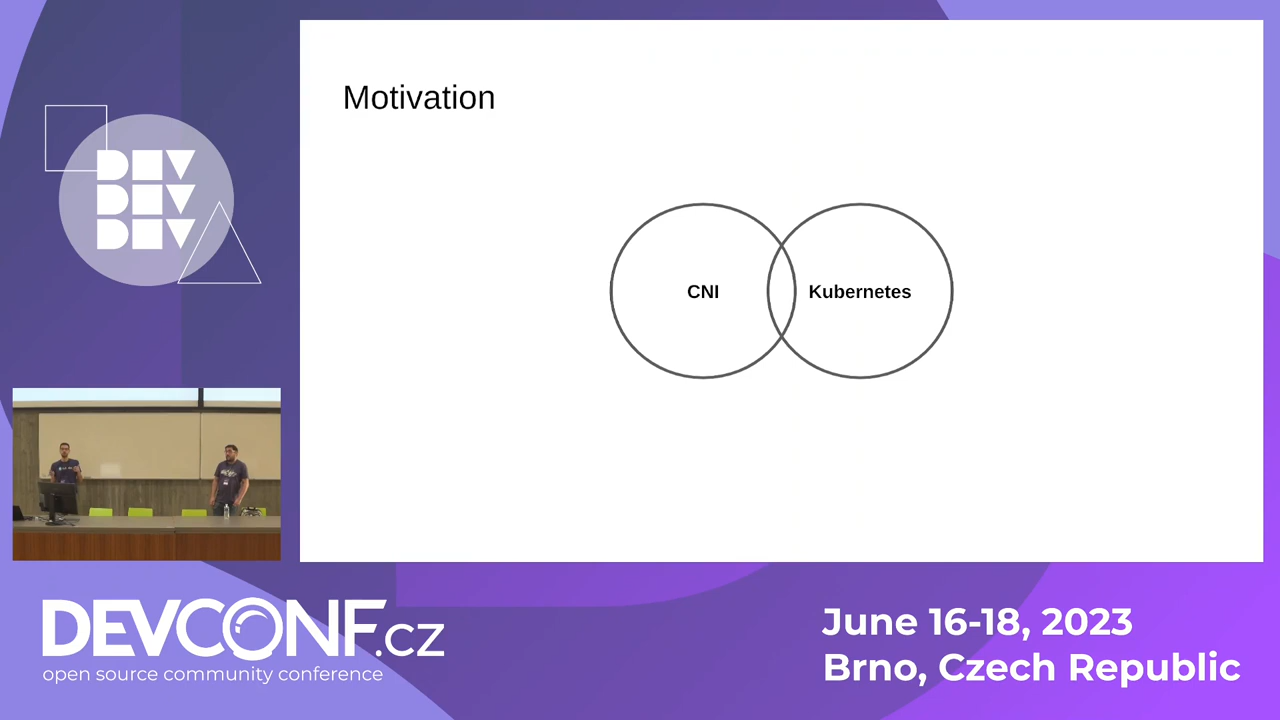 Motivation
CNI
Kubernetes
DEV
DEV
DEV
DEVCONF.cz
open source community conference
June 16-18, 2023
Brno, Czech Republic